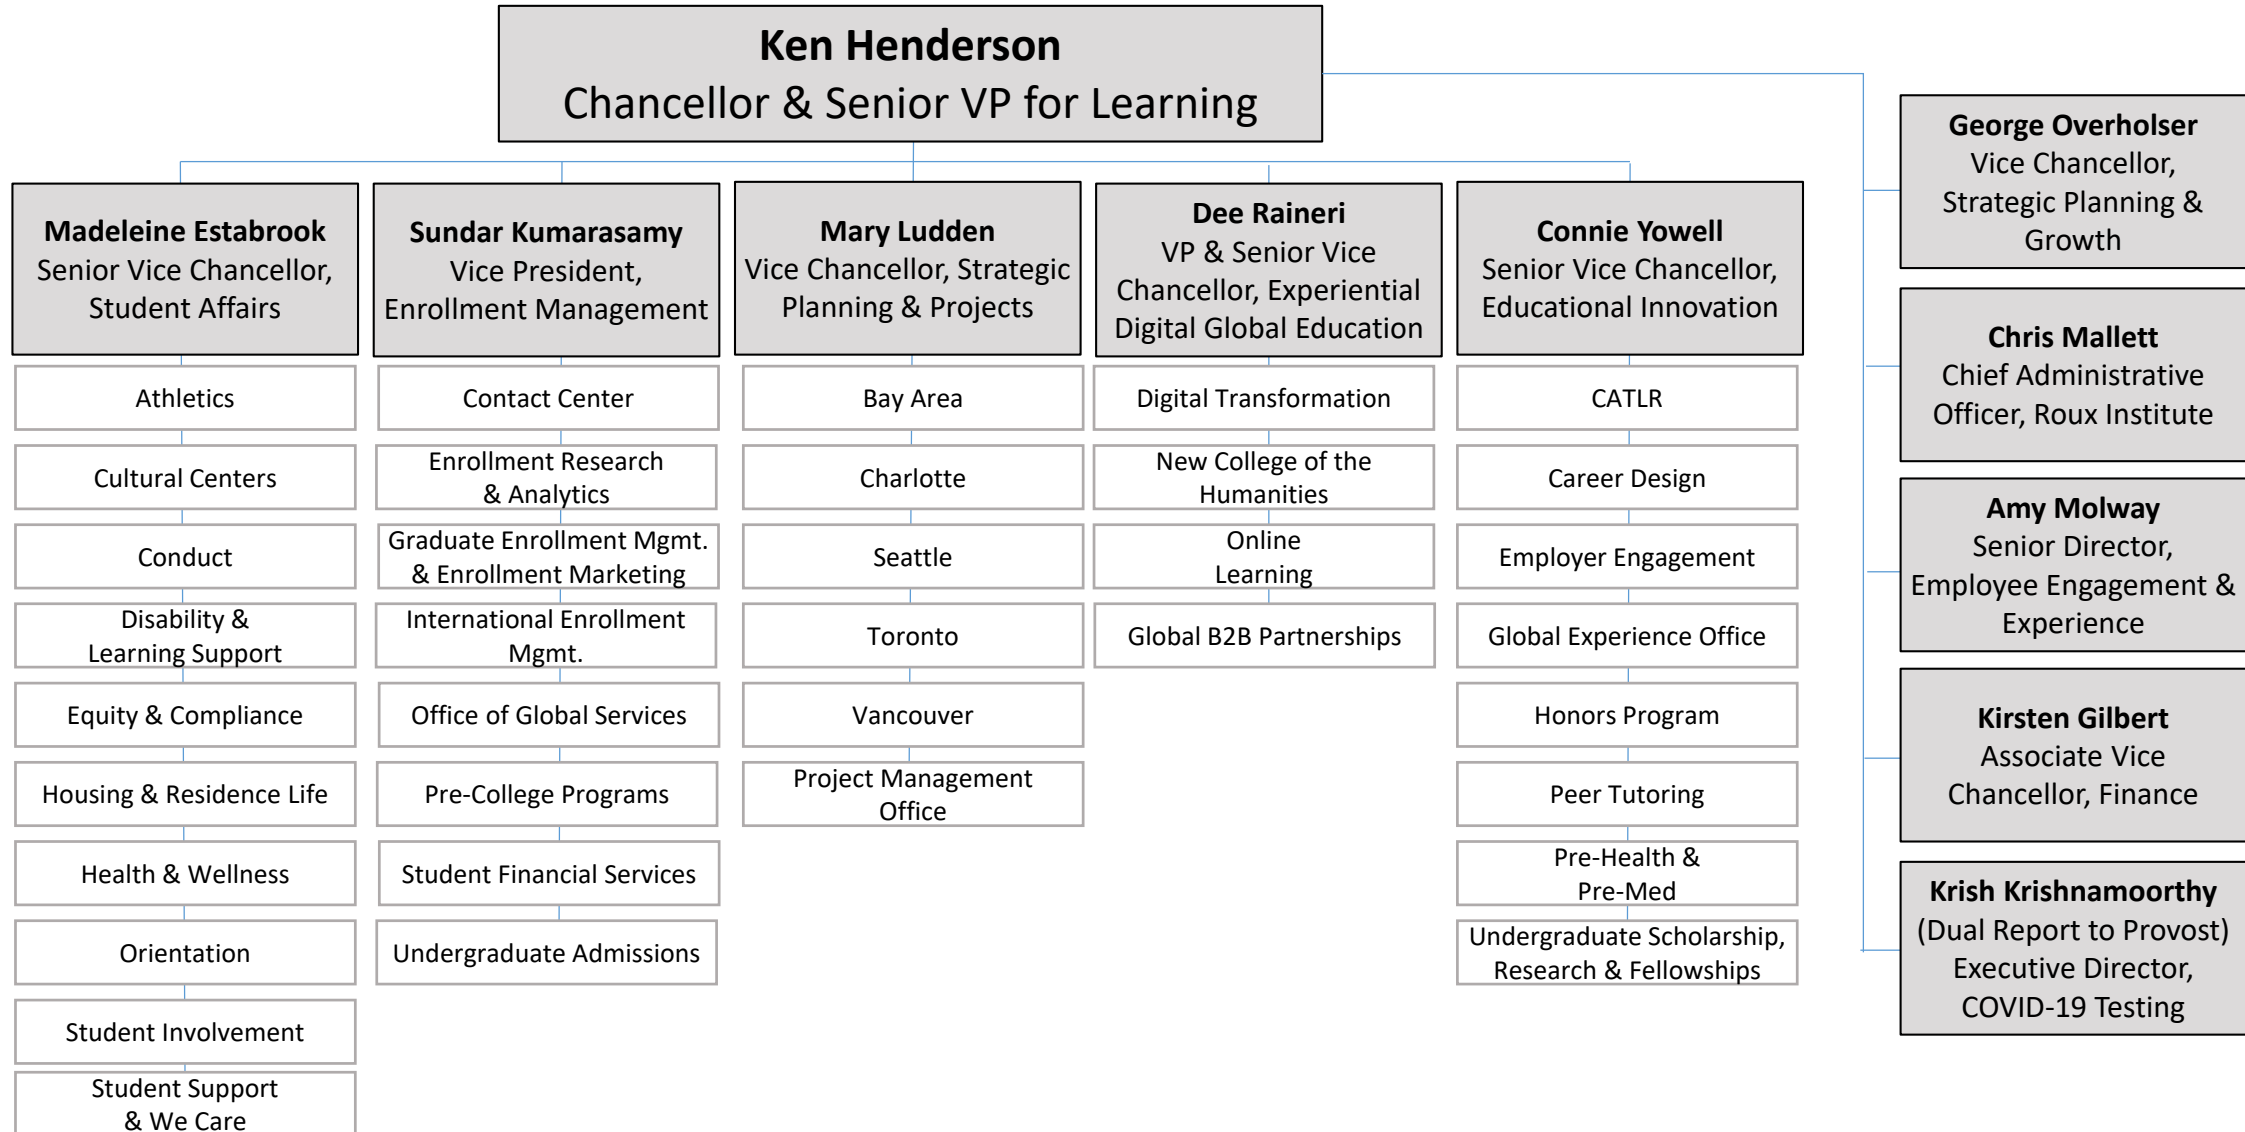 Ken Henderson
Chancellor & Senior VP for Learning
Madeleine Estabrook
Senior Vice Chancellor,
Student Affairs
Athletics
Cultural Centers
Conduct
Disability &
Learning Support
Equity & Compliance
Housing & Residence Life
Health & Wellness
Orientation
Student Involvement
Student Support
& We Care
Sundar Kumarasamy
Vice President,
Enrollment Management
Contact Center
Enrollment Research
& Analytics
Graduate Enrollment Mgmt.
& Enrollment Marketing
International Enrollment
Mgmt.
Office of Global Services
Pre-College Programs
Student Financial Services
Undergraduate Admissions
Mary Ludden
Vice Chancellor, Strategic
Planning & Projects
Bay Area
Charlotte
Seattle
Toronto
Vancouver
Project Management
Office
Dee Raineri
VP & Senior Vice
Chancellor, Experiential
Digital Global Education
Digital Transformation
New College of the
Humanities
Online
Learning
Global B2B Partnerships
Connie Yowell
Senior Vice Chancellor,
Educational Innovation
CATLR
Career Design
Employer Engagement
Global Experience Office
Honors Program
Peer Tutoring
Pre-Health &
Pre-Med
Undergraduate Scholarship,
Research & Fellowships
George Overholser
Vice Chancellor,
Strategic Planning &
Growth
Chris Mallett
Chief Administrative
Officer, Roux Institute
Amy Molway
Senior Director,
Employee Engagement &
Experience
Kirsten Gilbert
Associate Vice
Chancellor, Finance
Krish Krishnamoorthy
(Dual Report to Provost)
Executive Director,
COVID-19 Testing